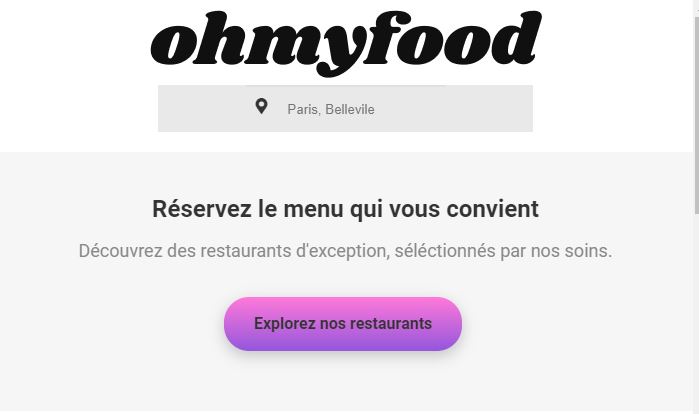 ohmyfood
Paris, Bellevile
Réservez le menu qui vous convient
Découvrez des restaurants d'exception, séléctionnés par nos soins.
Explorez nos restaurants